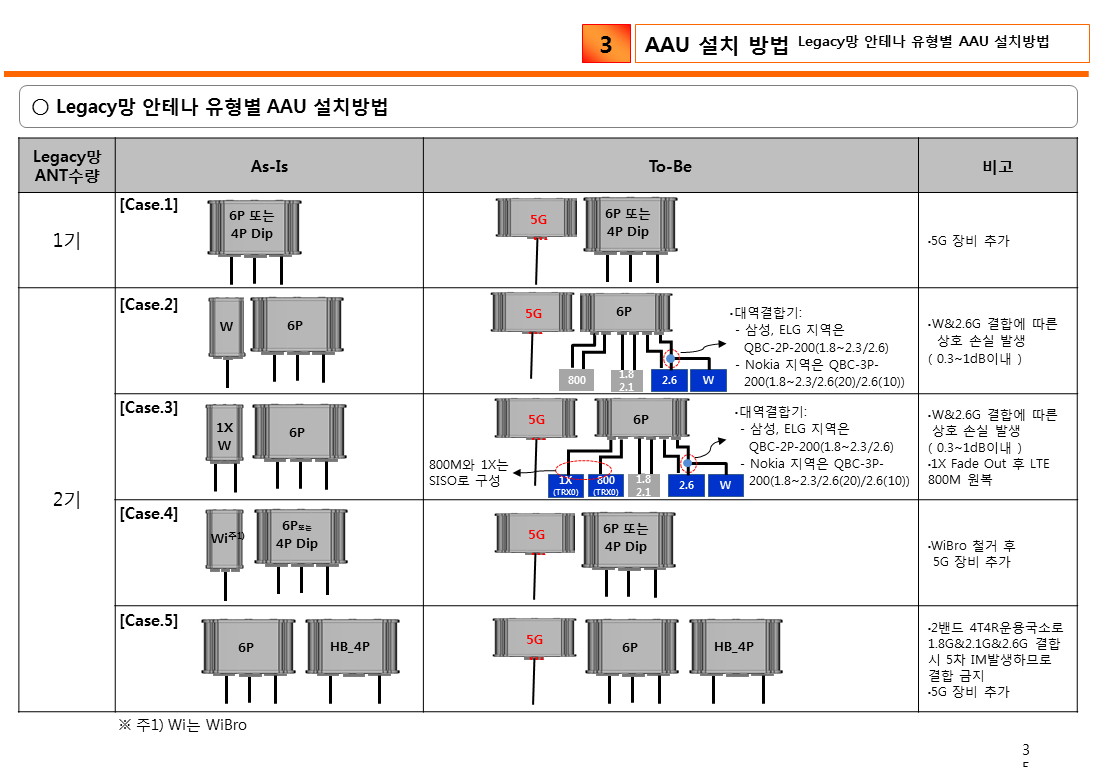 3
AAU 설치 방법 Legacy망 안테나 유형별 AAU 설치방법
○ Legacy망 안테나 유형별 AAU 설치방법
Legacy망
ANT수량
As-Is
To-Be
비고
1기
[Case.1]
6P 또는
4P Dip
5G
6P 또는
4P Dip
·5G 장비 추가
2기
[Case.2]
W
6P
5G
6P
800
1.8
2.1
2.6
W
·대역결합기:
- 삼성, ELG 지역은
QBC-2P-200(1.8~2.3/2.6)
- Nokia 지역은 QBC-3P-
200(1.8~2.3/2.6(20)/2.6(10))
·W&2.6G 결합에 따른
상호 손실 발생
( 0.3~1dB이내 )
[Case.3]
1X
W
6P
5G
6P
800M와 1X는
SISO로 구성
1X
(TRX0)
800
(TRX0)
1.8
2.1
2.6
W
·대역결합기:
- 삼성, ELG 지역은
QBC-2P-200(1.8~2.3/2.6)
- Nokia 지역은 QBC-3P-
200(1.8~2.3/2.6(20)/2.6(10))
·W&2.6G 결합에 따른
상호 손실 발생
( 0.3~1dB이내 )
·1X Fade Out 후 LTE
800M 원복
[Case.4]
Wi주1)
6P또는
4P Dip
5G
6P 또는
4P Dip
·WiBro 철거 후
5G 장비 추가
[Case.5]
6P
HB_4P
5G
6P
HB_4P
·2밴드 4T4R운용국소로
1.8G&2.1G&2.6G 결합
시 5차 IM발생하므로
결합 금지
·5G 장비 추가
※ 주1) Wi는 WiBro
3
5